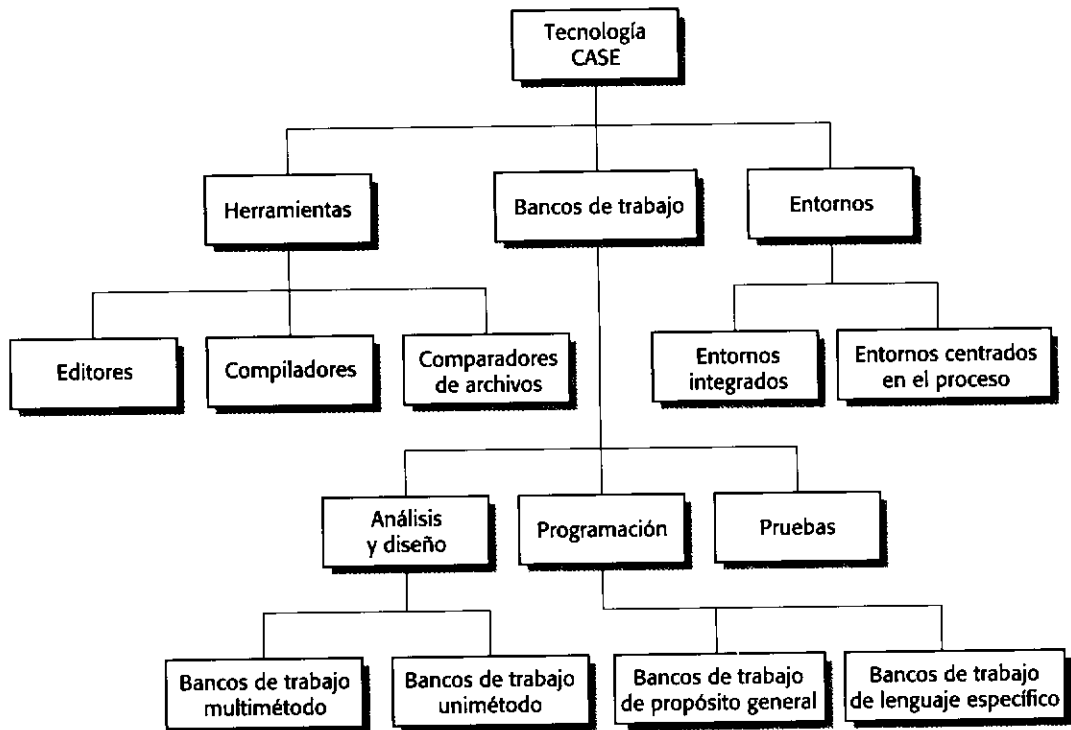 Tecnología
CASE
Herramientas
Bancos de trabajo
Entornos
Editores
Compiladores
Comparadores
de archivos
Entornos
integrados
Entornos centrados
en el proceso
Análisis
y diseño
Programación
Pruebas
Bancos de trabajo
multimétodo
Bancos de trabajo
unimétodo
Bancos de trabajo
de propósito general
Bancos de trabajo
de lenguaje específico